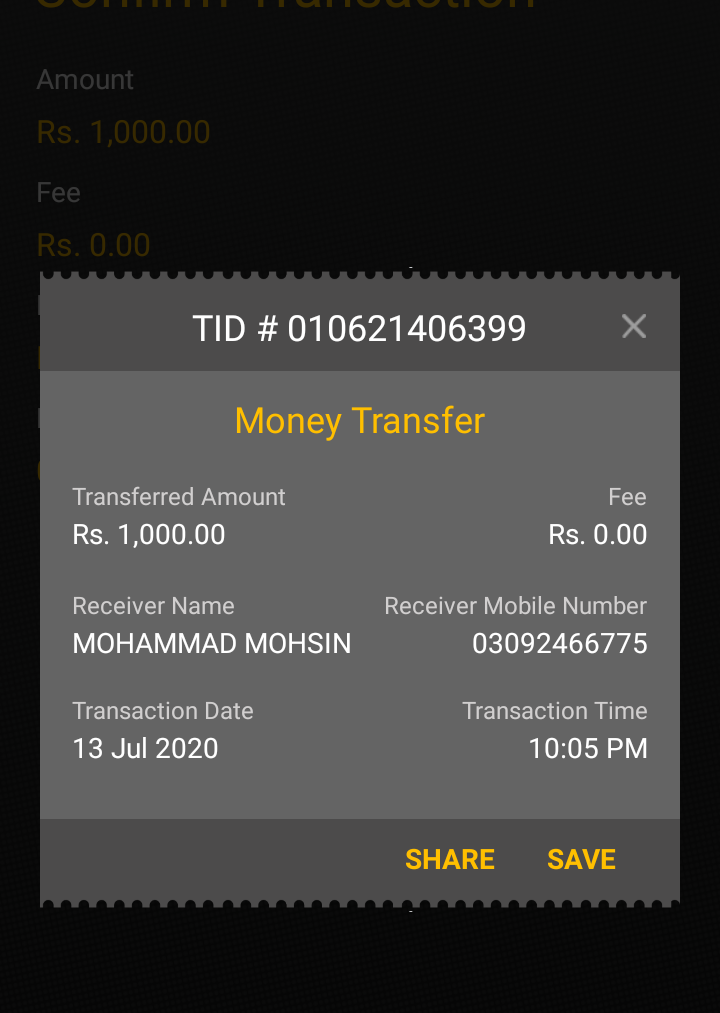 Confirm Transaction
Amount
Rs. 1,000.00
Fee
Rs. 0.00
TID # 010621406399
Money Transfer
Transferred Amount Fee
Rs. 1,000.00 Rs. 0.00
Receiver Name Receiver Mobile Number
MOHAMMAD MOHSIN 03092466775
Transaction Date Transaction Time
13 Jul 2020 10:05 PM
SHARE SAVE